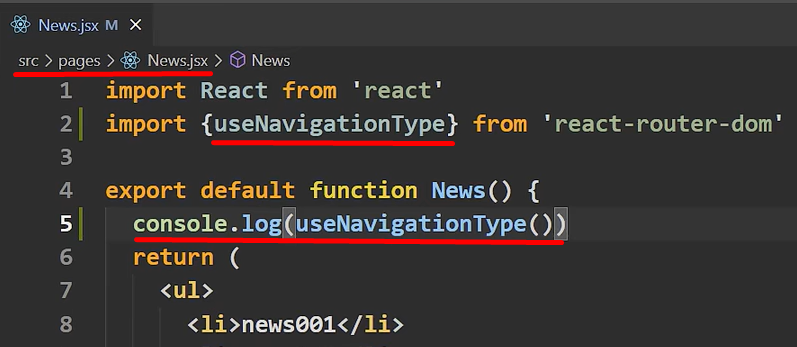 News.jsx M ×
src > pages > News.jsx > News
1 import React from 'react'
2 import {useNavigationType} from 'react-router-dom'
3
4 export default function News() {
5 console.log(useNavigationType())
6 return (
7 <ul>
8 <li>news001</li>